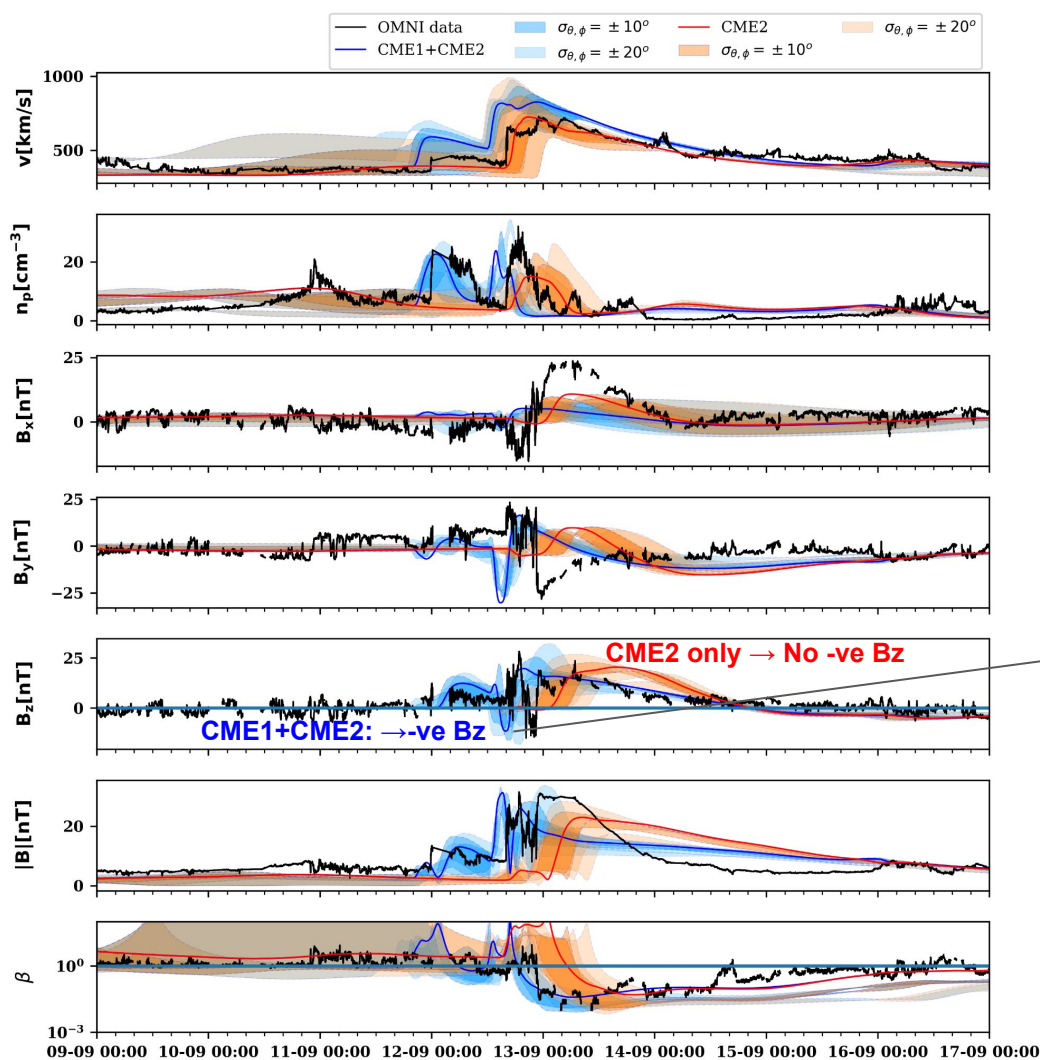 OMNI data σθ,ϕ = ±10° CME2 σθ,ϕ = ±20°
CME1+CME2 σθ,ϕ = ±20° σθ,ϕ = ±10°
1000
500
v[km/s]
20
0
nₚ[cm⁻³]
25
0
Bₓ[nT]
25
0
−25
Bᵧ[nT]
25
0
B_z[nT]
CME2 only → No -ve Bz
CME1+CME2: →-ve Bz
20
0
|B|[nT]
10⁰
10⁻³
β
09-09 00:00 10-09 00:00 11-09 00:00 12-09 00:00 13-09 00:00 14-09 00:00 15-09 00:00 16-09 00:00 17-09 00:00